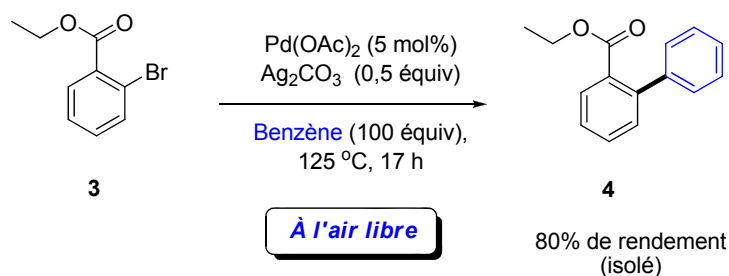 O
O
Br
3
Pd(OAc)2 (5 mol%)
Ag2CO3 (0,5 équiv)
Benzène (100 équiv),
125 oC, 17 h
À l'air libre
O
O
4
80% de rendement
(isolé)